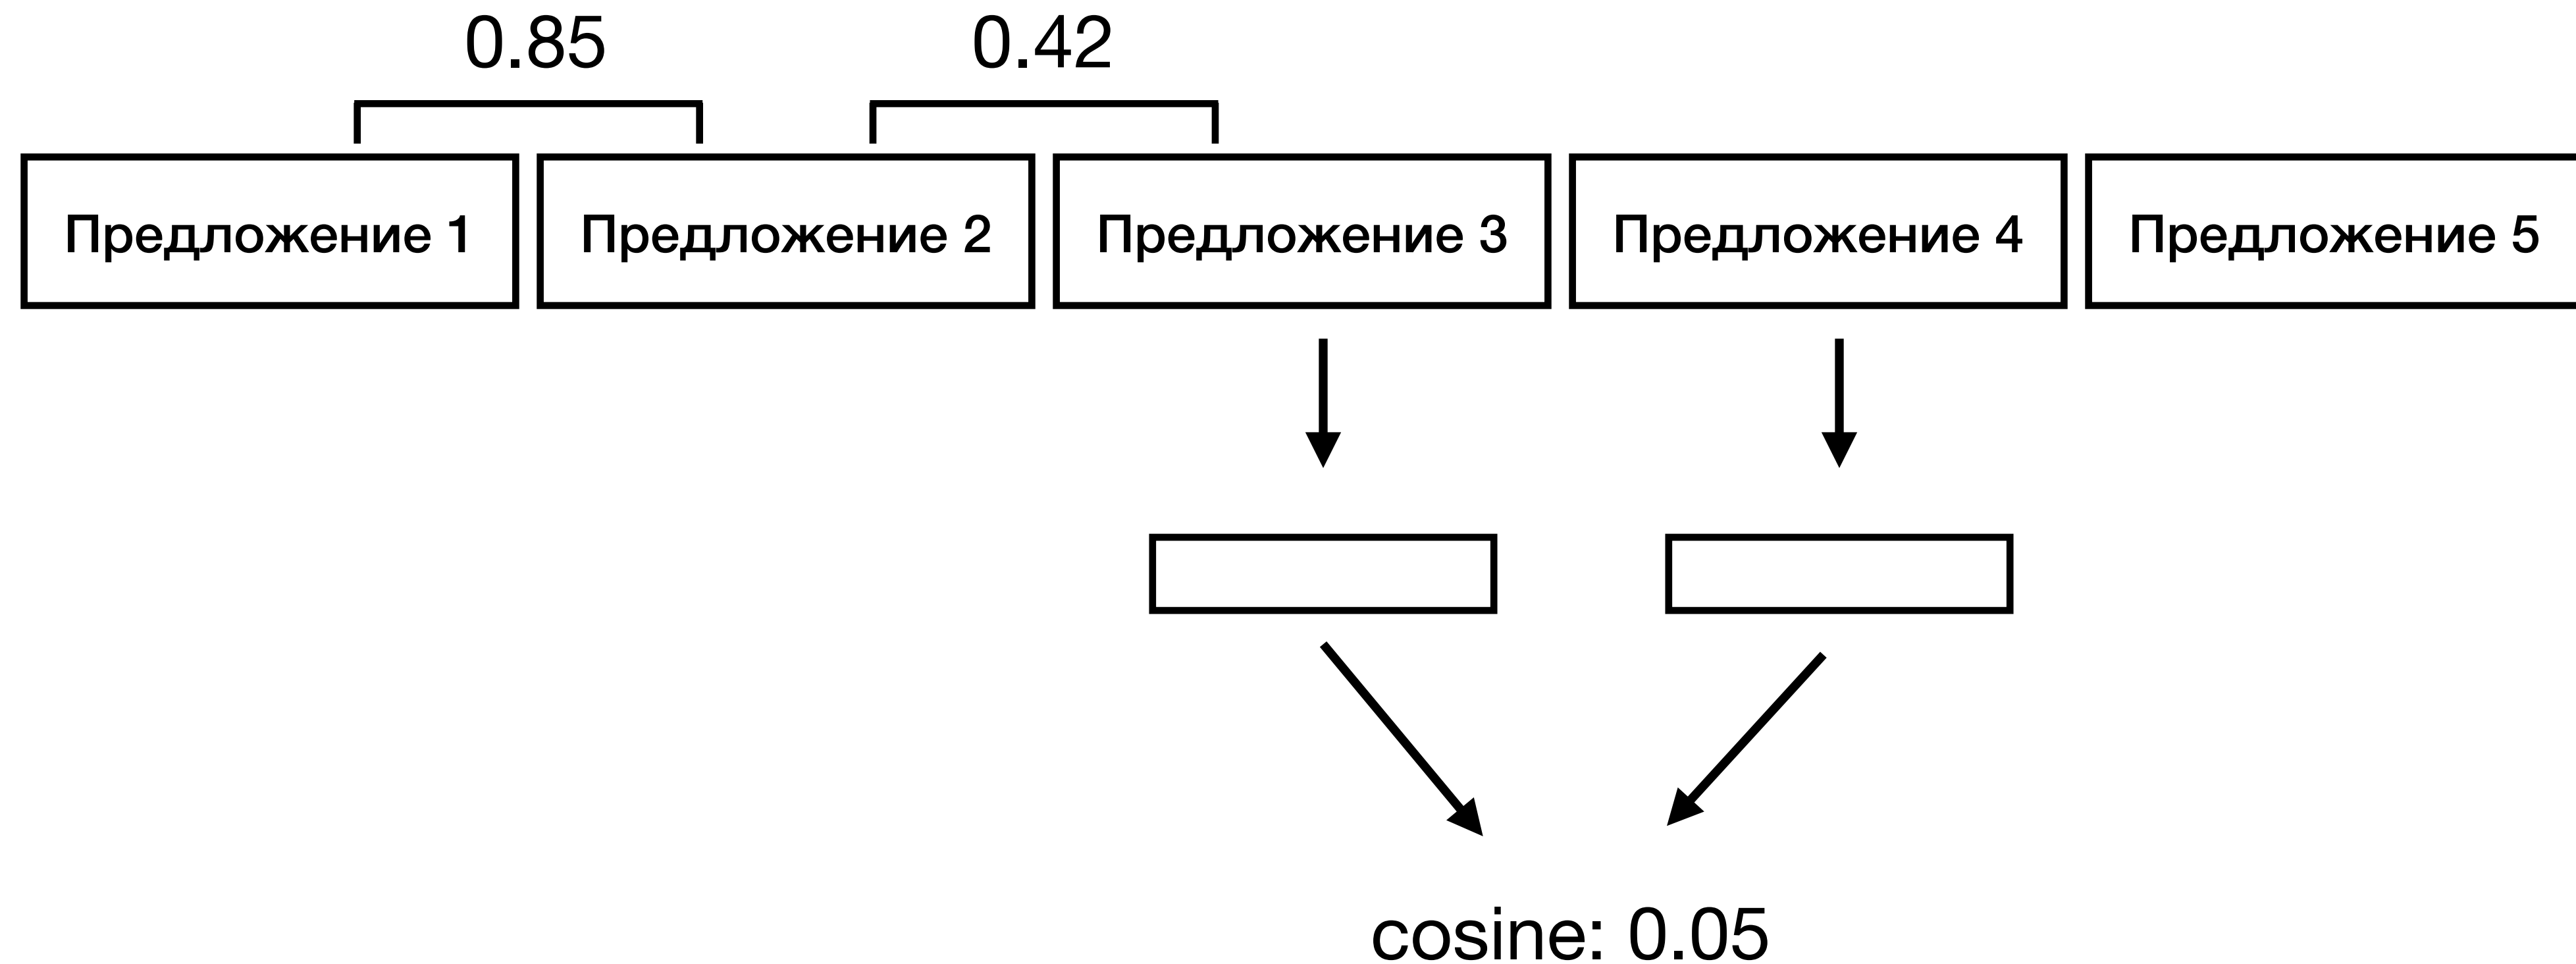 0.85 0.42
Предложение 1 Предложение 2 Предложение 3 Предложение 4 Предложение 5
cosine: 0.05